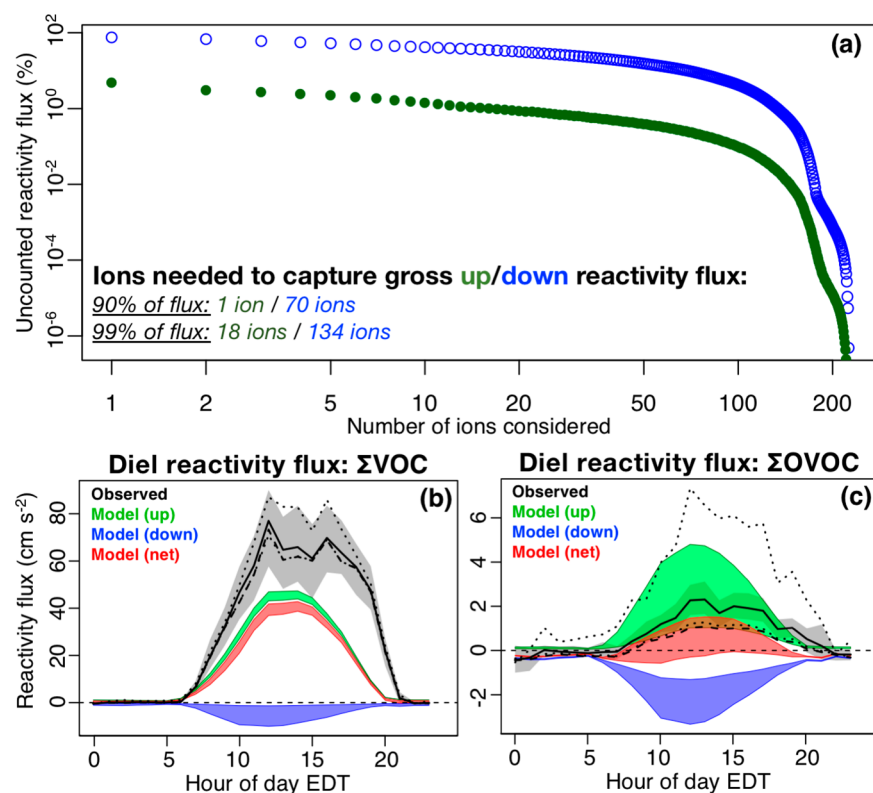 (a)
Uncounted reactivity flux (%)
10^2
10^0
10^-2
10^-4
10^-6
Ions needed to capture gross up/down reactivity flux:
90% of flux: 1 ion / 70 ions
99% of flux: 18 ions / 134 ions
1 2 5 10 20 50 100 200
Number of ions considered
Diel reactivity flux: ΣVOC
(b)
Observed
Model (up)
Model (down)
Model (net)
Reactivity flux (cm s^-2)
80
60
40
20
0
0 5 10 15 20
Hour of day EDT
Diel reactivity flux: ΣOVOC
(c)
Observed
Model (up)
Model (down)
Model (net)
6
4
2
0
-2
0 5 10 15 20
Hour of day EDT